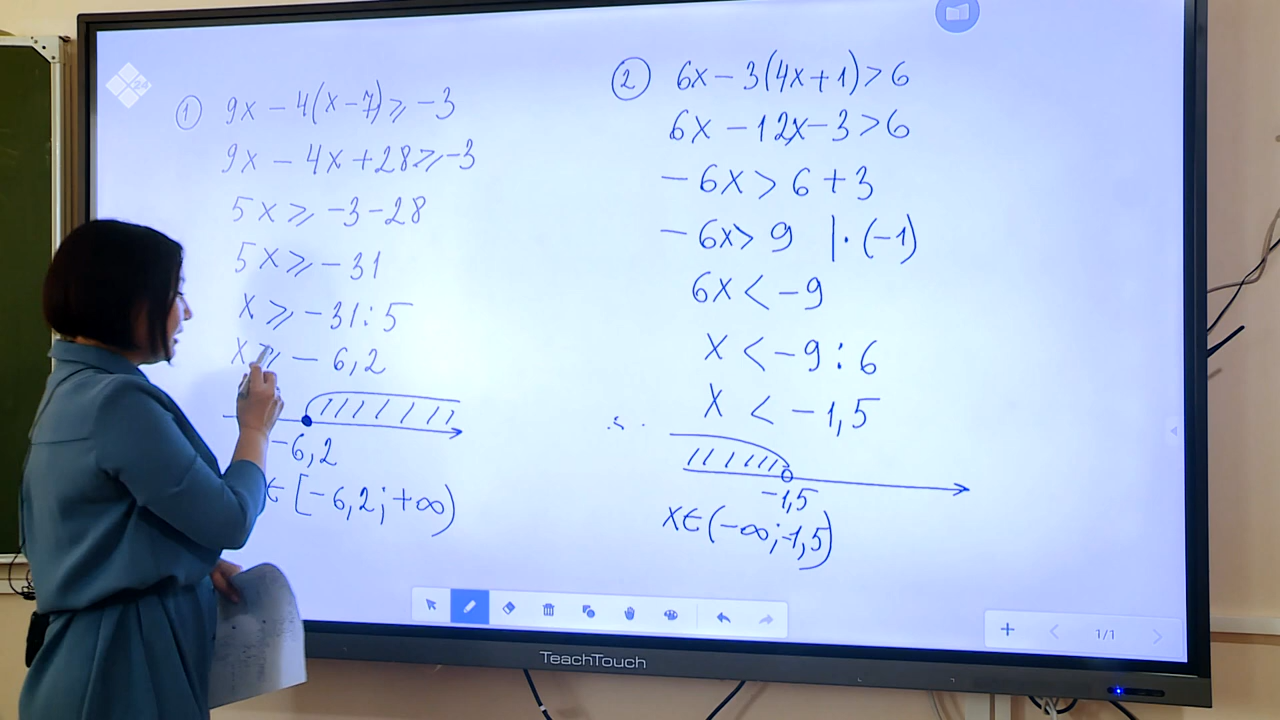 24
① 9x - 4(x-7) ⩾ -3
9x - 4x + 28 ⩾ -3
5x ⩾ -3 - 28
5x ⩾ -31
x ⩾ -31:5
x ⩾ - 6,2
-6,2
∈ [-6,2; +∞)
② 6x - 3(4x+1) > 6
6x - 12x - 3 > 6
-6x > 6 + 3
-6x > 9 |·(-1)
6x < -9
x < -9:6
x < -1,5
-1,5
x∈(-∞;-1,5)
1/1
TeachTouch